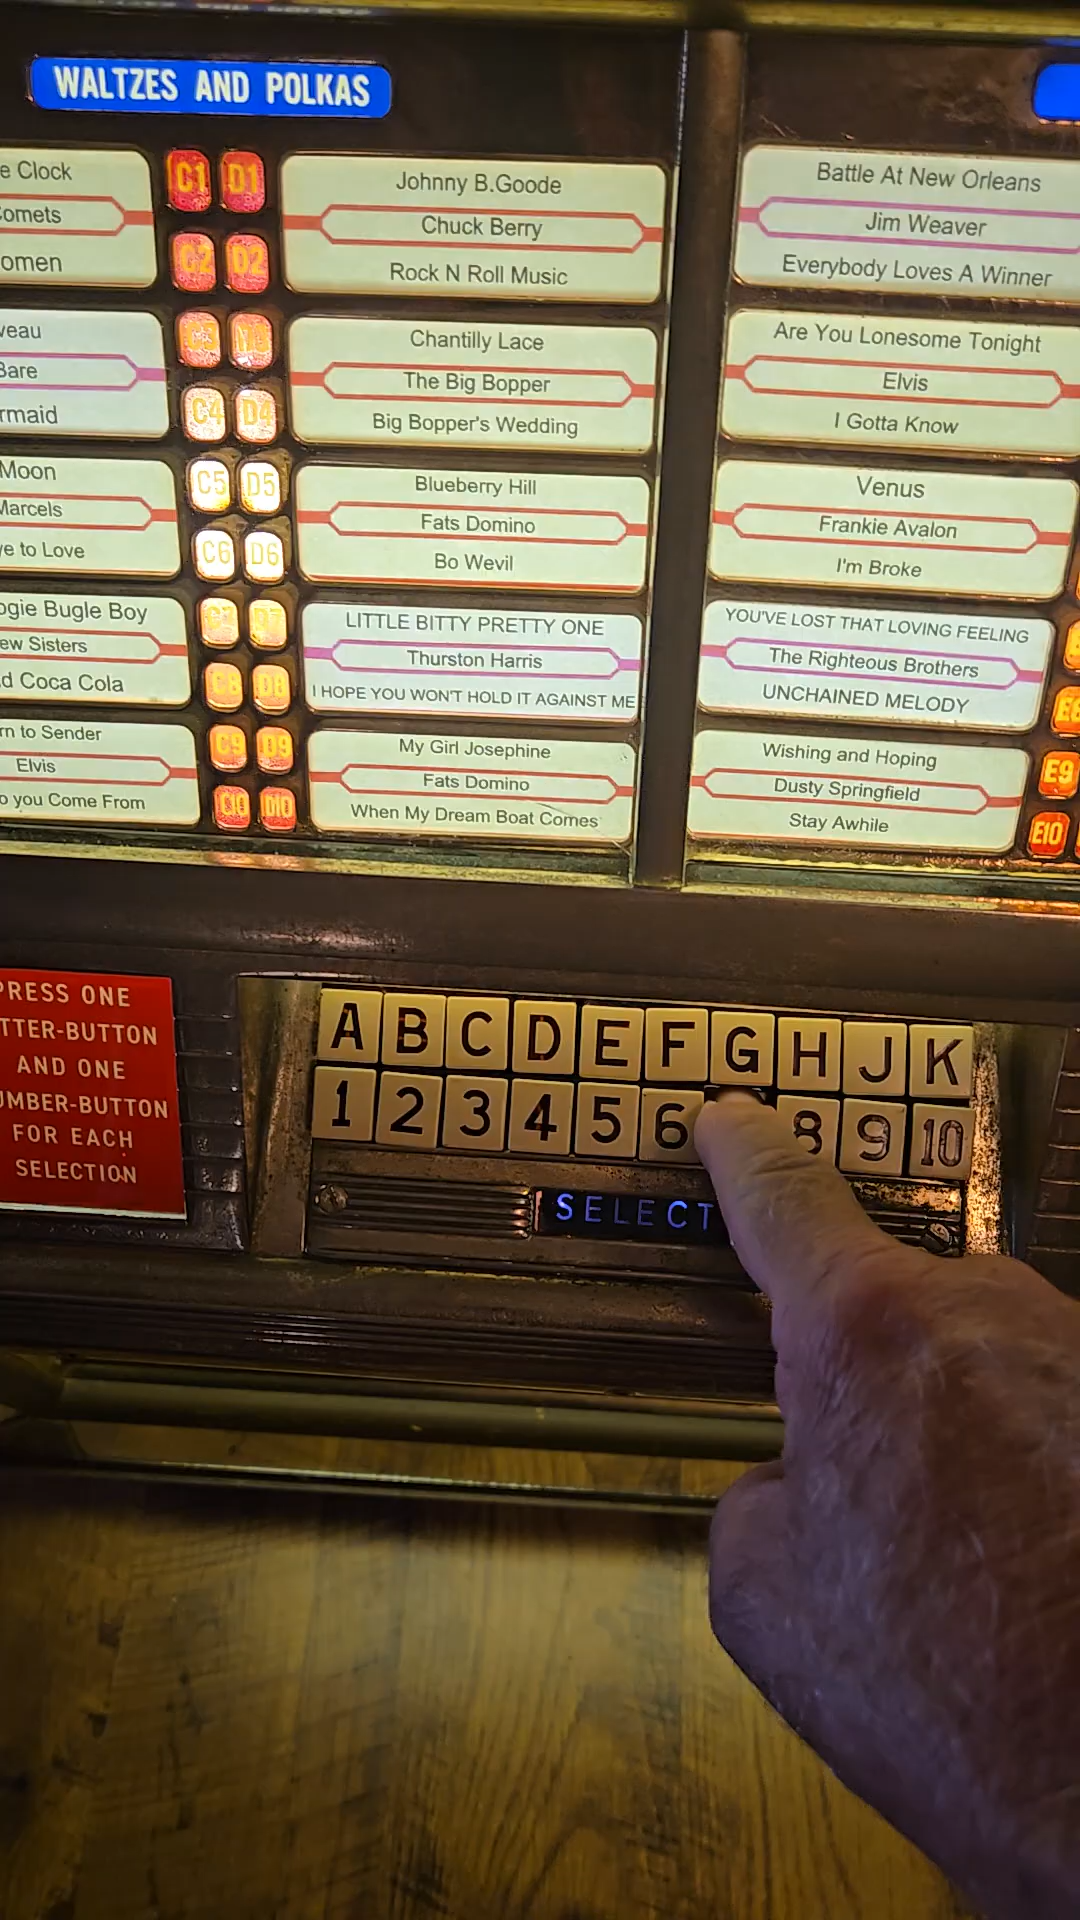 WALTZES AND POLKAS
e Clock
omets
omen
C1 D1
C2 D2
Johnny B.Goode
Chuck Berry
Rock N Roll Music
Battle At New Orleans
Jim Weaver
Everybody Loves A Winner
eau
Bare
rmaid
C3
C4 D4
Chantilly Lace
The Big Bopper
Big Bopper's Wedding
Are You Lonesome Tonight
Elvis
I Gotta Know
Moon
Marcels
e to Love
C5 D5
C6 D6
Blueberry Hill
Fats Domino
Bo Wevil
Venus
Frankie Avalon
I'm Broke
ogie Bugle Boy
ew Sisters
d Coca Cola
C7 D7
C8 D8
LITTLE BITTY PRETTY ONE
Thurston Harris
I HOPE YOU WON'T HOLD IT AGAINST ME
YOU'VE LOST THAT LOVING FEELING
The Righteous Brothers
UNCHAINED MELODY
rn to Sender
Elvis
o you Come From
C9 D9
C10 D10
My Girl Josephine
Fats Domino
When My Dream Boat Comes
Wishing and Hoping
Dusty Springfield
Stay Awhile
E9
E10
PRESS ONE
TTER-BUTTON
AND ONE
UMBER-BUTTON
FOR EACH
SELECTION
A B C D E F G H J K
1 2 3 4 5 6 8 9 10
SELECT